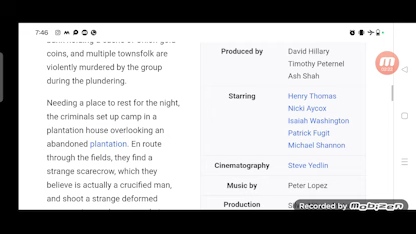 7:46
coins, and multiple townsfolk are
violently murdered by the group
during the plundering.
Needing a place to rest for the night,
the criminals set up camp in a
plantation house overlooking an
abandoned plantation. En route
through the fields, they find a
strange scarecrow, which they
believe is actually a crucified man,
and shoot a strange deformed
Produced by
David Hillary
Timothy Peternel
Ash Shah
Starring
Henry Thomas
Nicki Aycox
Isaiah Washington
Patrick Fugit
Michael Shannon
Cinematography
Steve Yedlin
Music by
Peter Lopez
Production
Recorded by MOBIZEN